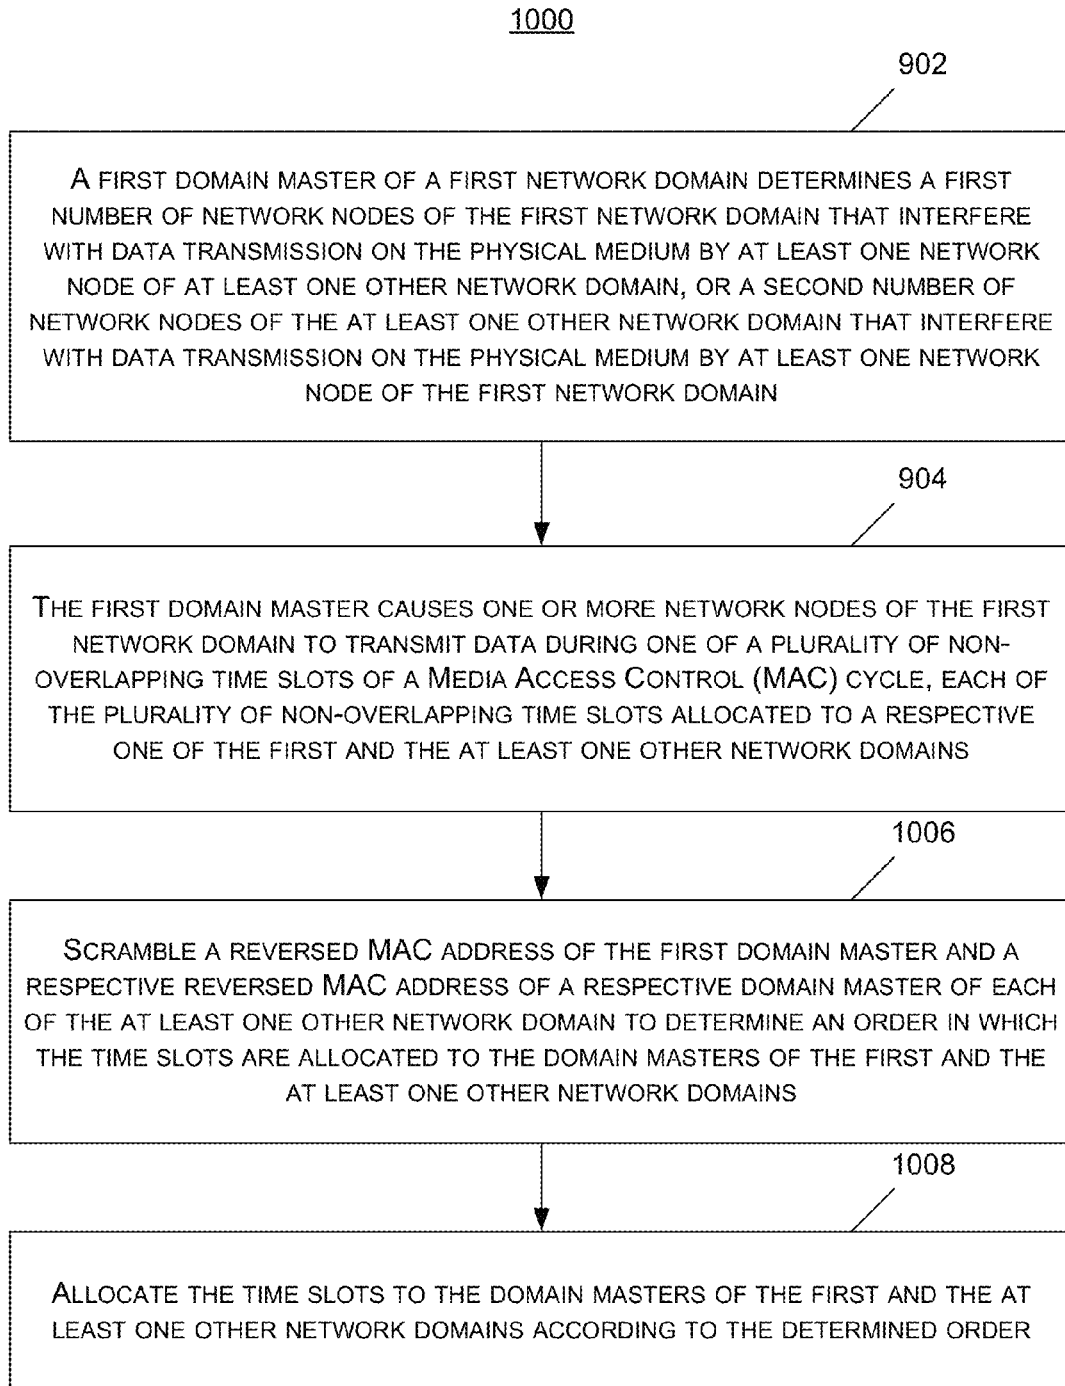 1000
902
A FIRST DOMAIN MASTER OF A FIRST NETWORK DOMAIN DETERMINES A FIRST
NUMBER OF NETWORK NODES OF THE FIRST NETWORK DOMAIN THAT INTERFERE
WITH DATA TRANSMISSION ON THE PHYSICAL MEDIUM BY AT LEAST ONE NETWORK
NODE OF AT LEAST ONE OTHER NETWORK DOMAIN, OR A SECOND NUMBER OF
NETWORK NODES OF THE AT LEAST ONE OTHER NETWORK DOMAIN THAT INTERFERE
WITH DATA TRANSMISSION ON THE PHYSICAL MEDIUM BY AT LEAST ONE NETWORK
NODE OF THE FIRST NETWORK DOMAIN
904
THE FIRST DOMAIN MASTER CAUSES ONE OR MORE NETWORK NODES OF THE FIRST
NETWORK DOMAIN TO TRANSMIT DATA DURING ONE OF A PLURALITY OF NON-
OVERLAPPING TIME SLOTS OF A MEDIA ACCESS CONTROL (MAC) CYCLE, EACH OF
THE PLURALITY OF NON-OVERLAPPING TIME SLOTS ALLOCATED TO A RESPECTIVE
ONE OF THE FIRST AND THE AT LEAST ONE OTHER NETWORK DOMAINS
1006
SCRAMBLE A REVERSED MAC ADDRESS OF THE FIRST DOMAIN MASTER AND A
RESPECTIVE REVERSED MAC ADDRESS OF A RESPECTIVE DOMAIN MASTER OF EACH
OF THE AT LEAST ONE OTHER NETWORK DOMAIN TO DETERMINE AN ORDER IN WHICH
THE TIME SLOTS ARE ALLOCATED TO THE DOMAIN MASTERS OF THE FIRST AND THE
AT LEAST ONE OTHER NETWORK DOMAINS
1008
ALLOCATE THE TIME SLOTS TO THE DOMAIN MASTERS OF THE FIRST AND THE AT
LEAST ONE OTHER NETWORK DOMAINS ACCORDING TO THE DETERMINED ORDER